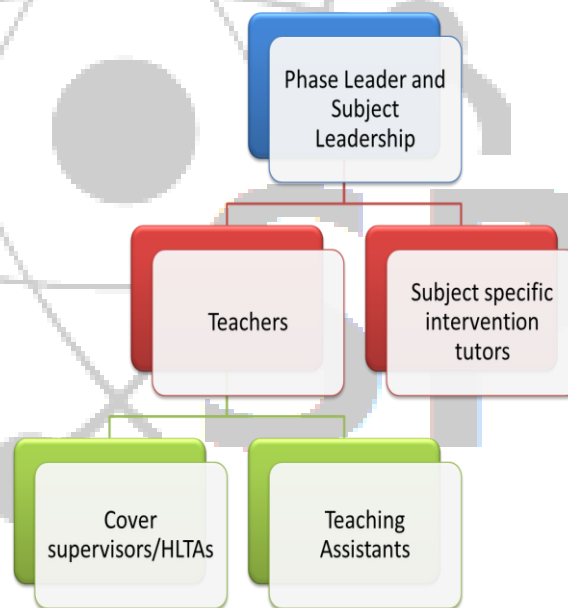 Phase Leader and
Subject
Leadership
Teachers
Subject specific
intervention
tutors
Cover
supervisors/HLTAs
Teaching
Assistants